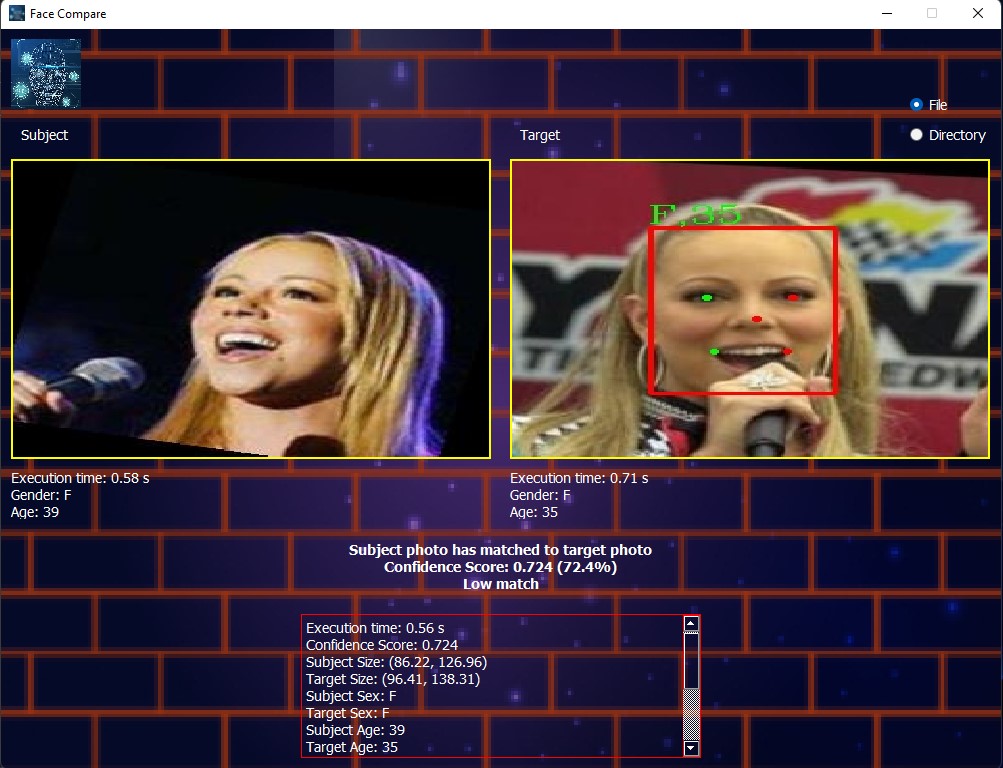 Face Compare
File
Subject
Target
Directory
F,35
Execution time: 0.58 s
Gender: F
Age: 39
Execution time: 0.71 s
Gender: F
Age: 35
Subject photo has matched to target photo
Confidence Score: 0.724 (72.4%)
Low match
Execution time: 0.56 s
Confidence Score: 0.724
Subject Size: (86.22, 126.96)
Target Size: (96.41, 138.31)
Subject Sex: F
Target Sex: F
Subject Age: 39
Target Age: 35